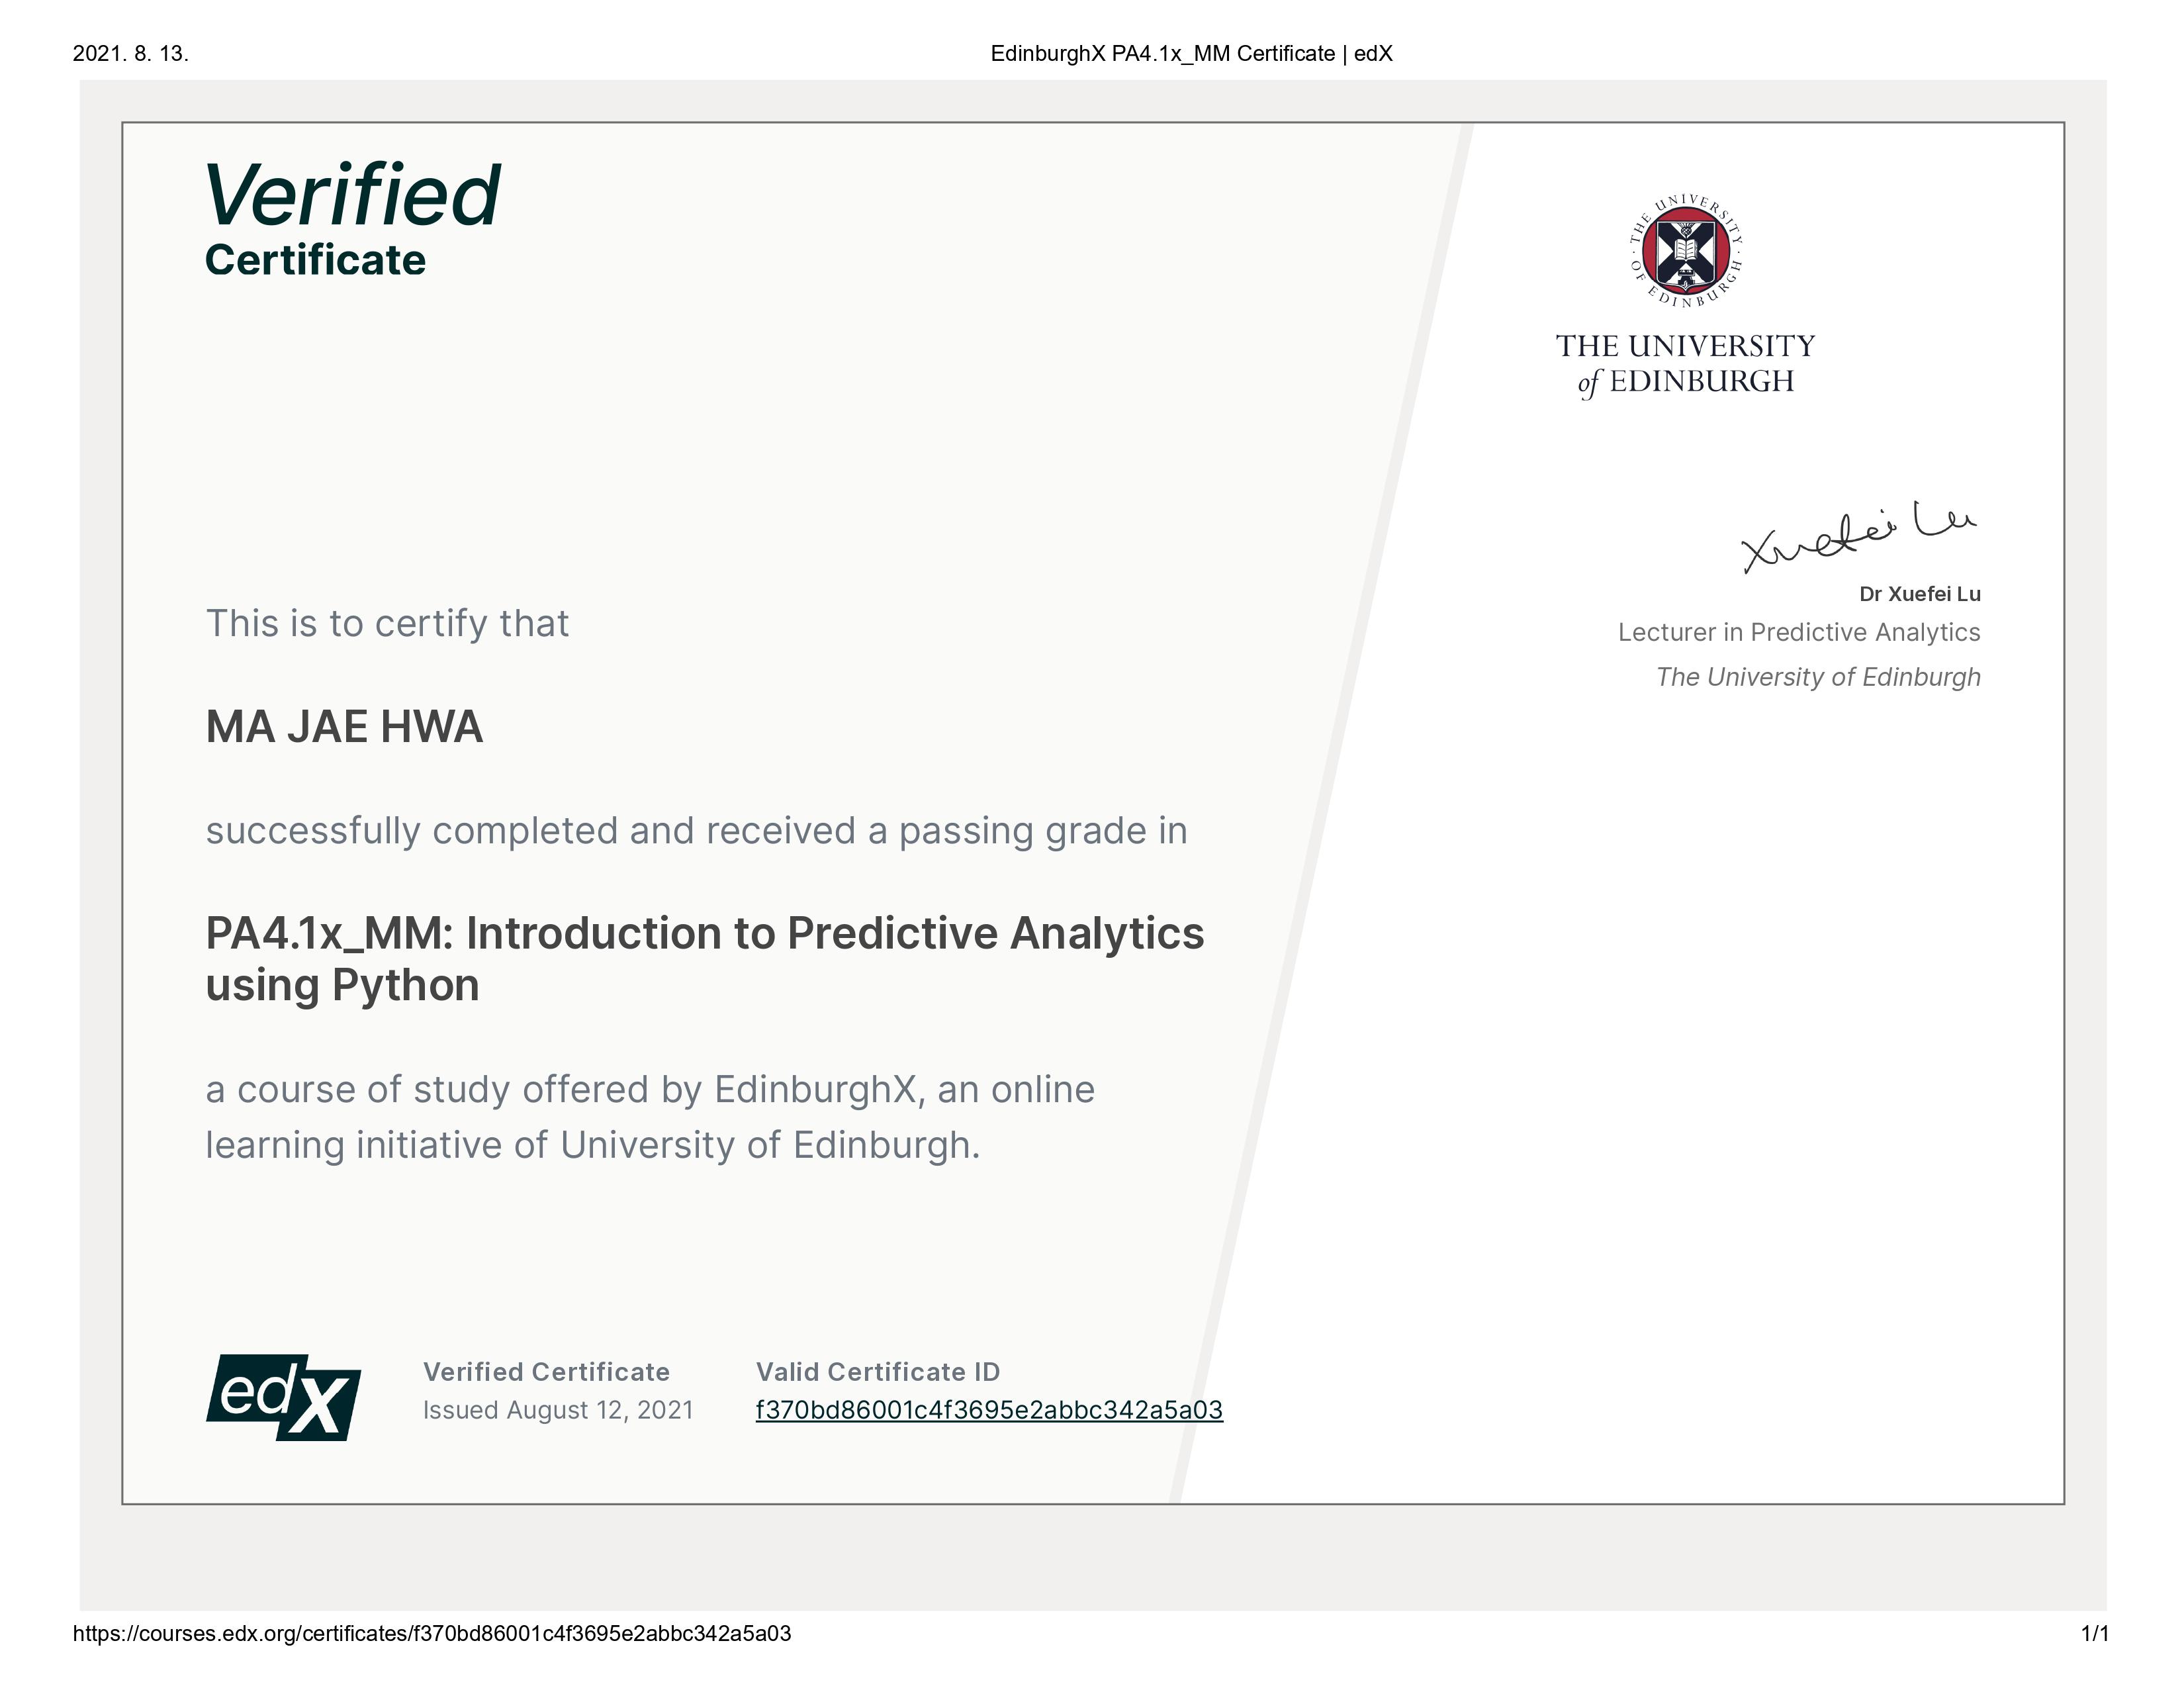 2021. 8. 13.
EdinburghX PA4.1x_MM Certificate | edX
Verified
Certificate
THE UNIVERSITY OF EDINBURGH
THE UNIVERSITY
of EDINBURGH
Xuefei Lu
Dr Xuefei Lu
Lecturer in Predictive Analytics
The University of Edinburgh
This is to certify that
MA JAE HWA
successfully completed and received a passing grade in
PA4.1x_MM: Introduction to Predictive Analytics
using Python
a course of study offered by EdinburghX, an online
learning initiative of University of Edinburgh.
edX
Verified Certificate
Issued August 12, 2021
Valid Certificate ID
f370bd86001c4f3695e2abbc342a5a03
https://courses.edx.org/certificates/f370bd86001c4f3695e2abbc342a5a03
1/1